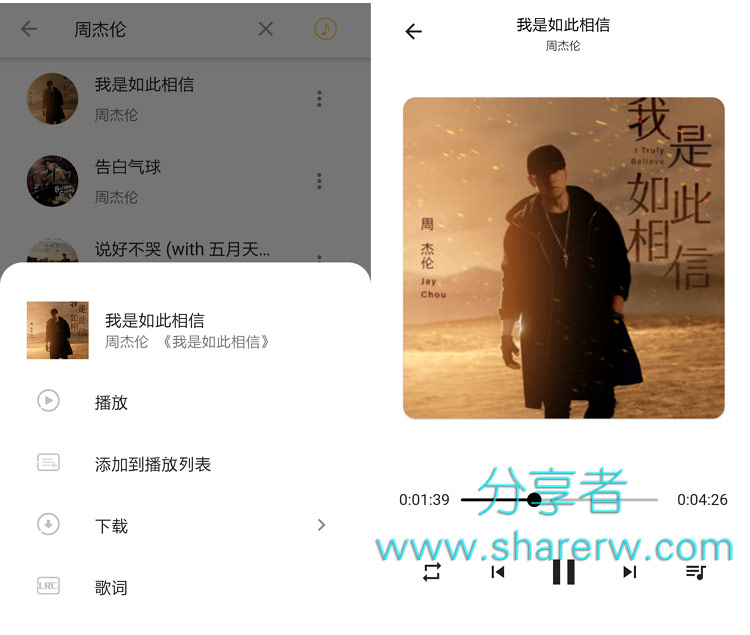 周杰伦
我是如此相信
周杰伦
告白气球
周杰伦
说好不哭 (with 五月天...
我是如此相信
周杰伦 《我是如此相信》
播放
添加到播放列表
下载
LRC
歌词
我是如此相信
周杰伦
我是
如此
相信
I Truly
Believe
周杰伦
Jay
Chou
0:01:39
0:04:26
分享者
www.sharerw.com